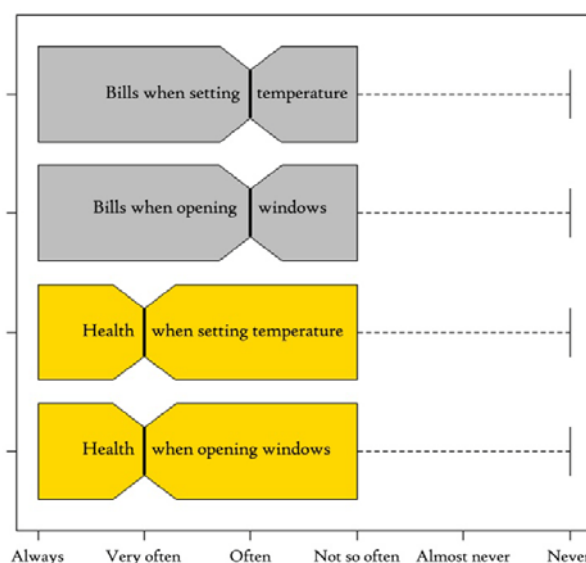 Bills when setting temperature
Bills when opening windows
Health when setting temperature
Health when opening windows
Always Very often Often Not so often Almost never Never